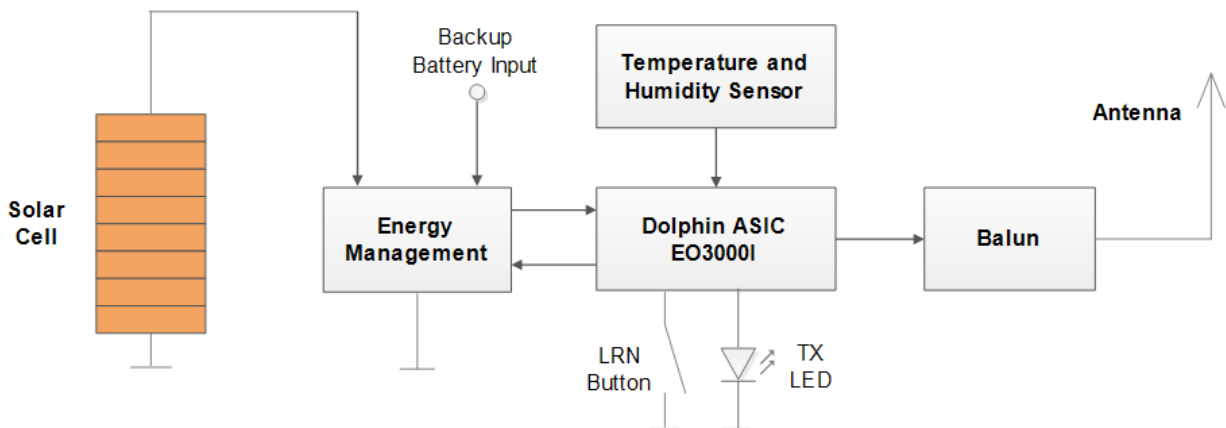 Backup
Battery Input
Temperature and
Humidity Sensor
Antenna
Solar
Cell
Energy
Management
Dolphin ASIC
EO3000I
Balun
LRN
Button
TX
LED